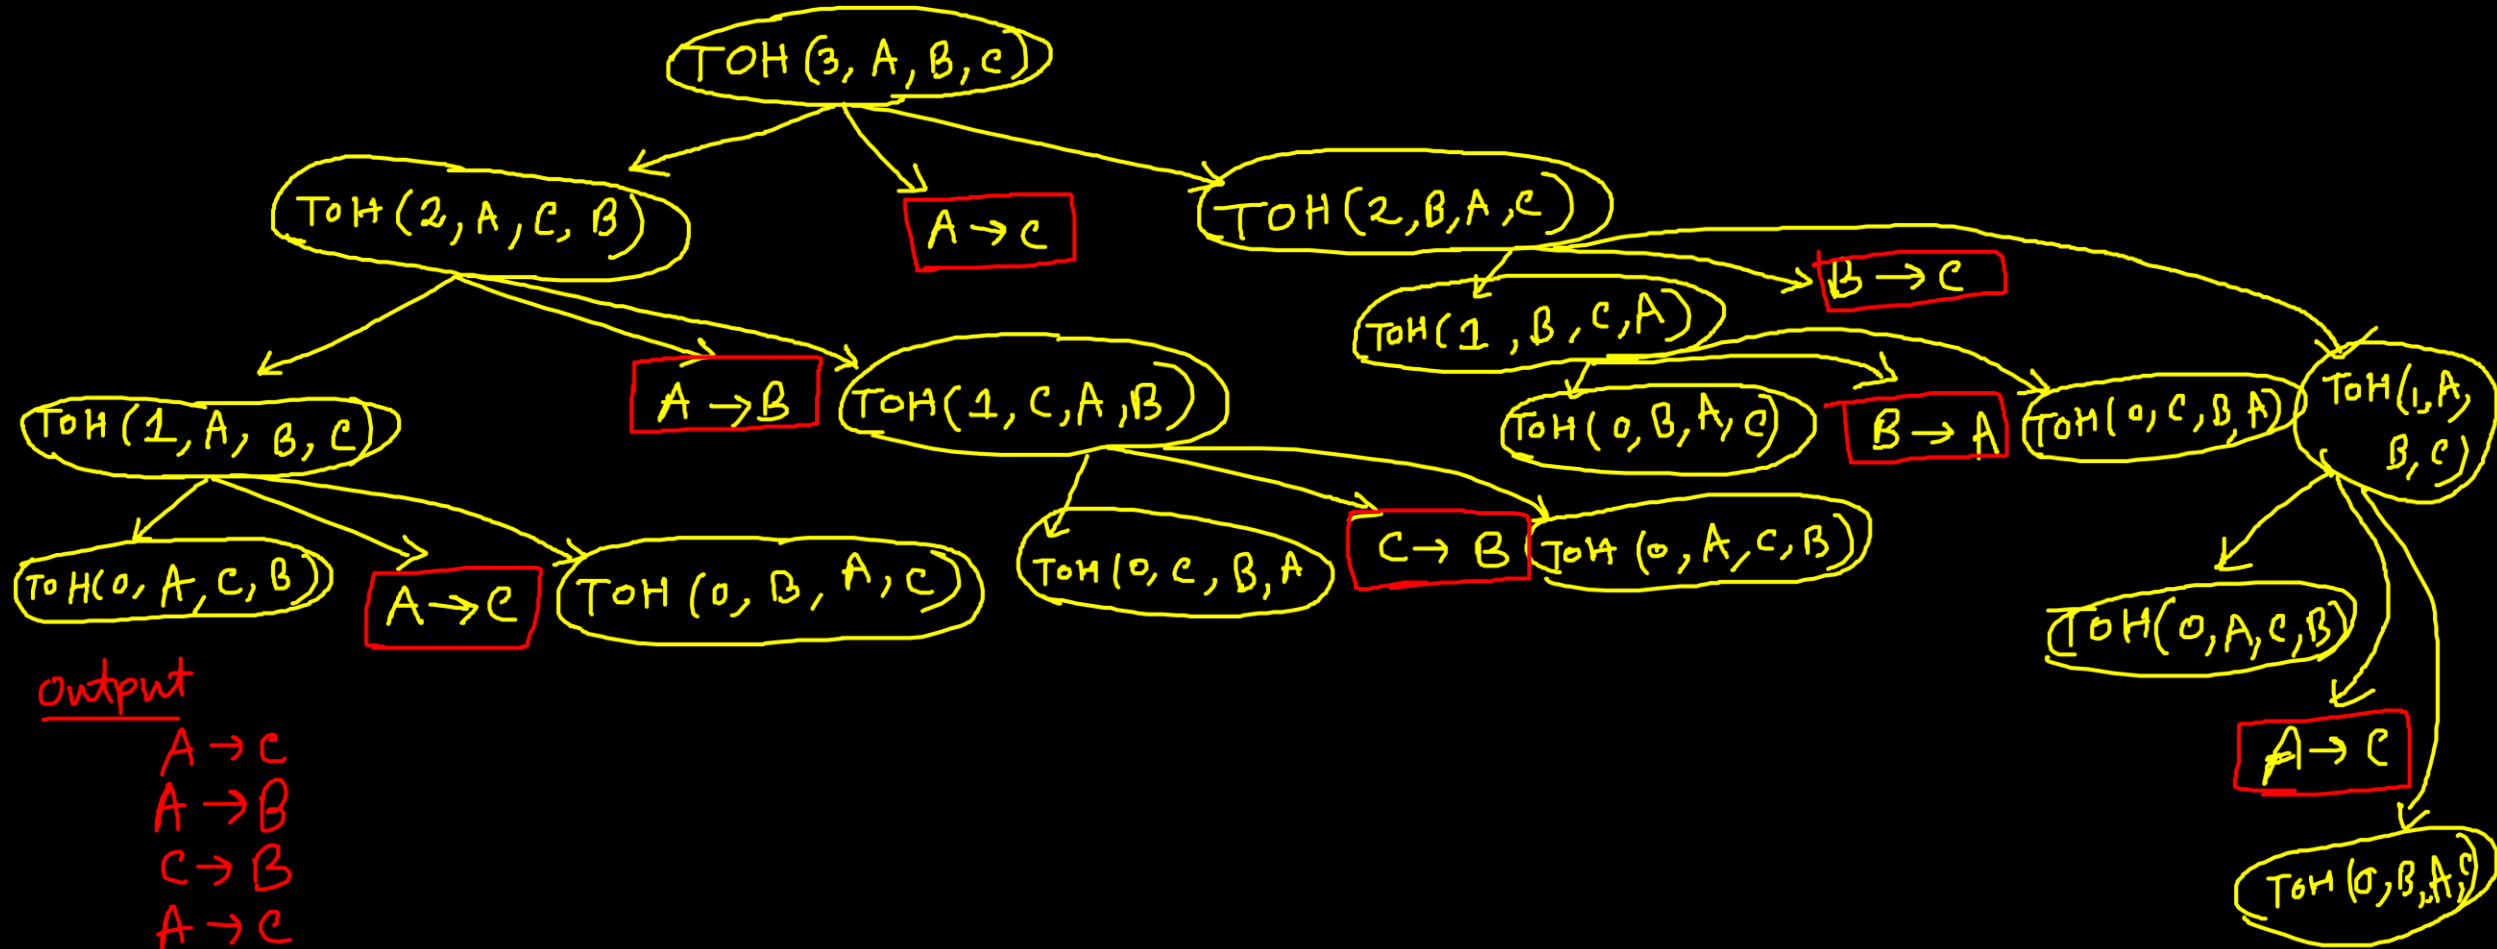 TOH(3, A, B, C)
TOH(2, A, C, B)
A → C
TOH(2, B, A, C)
B → C
TOH(1, B, C, A)
TOH(1, A, B, C
A → B
TOH(1, C, A, B)
TOH(0, B, A, C)
B → A
TOH(0, C, B, A)
TOH(1, A,
B, C)
TOH(0, A, C, B)
A → C
TOH(0, B, A, C)
TOH(0, C, B, A
C → B
TOH(0, A, C, B)
TOH(0, A, C, B)
A → C
TOH(0, B, A, C
output
A → C
A → B
C → B
A → C